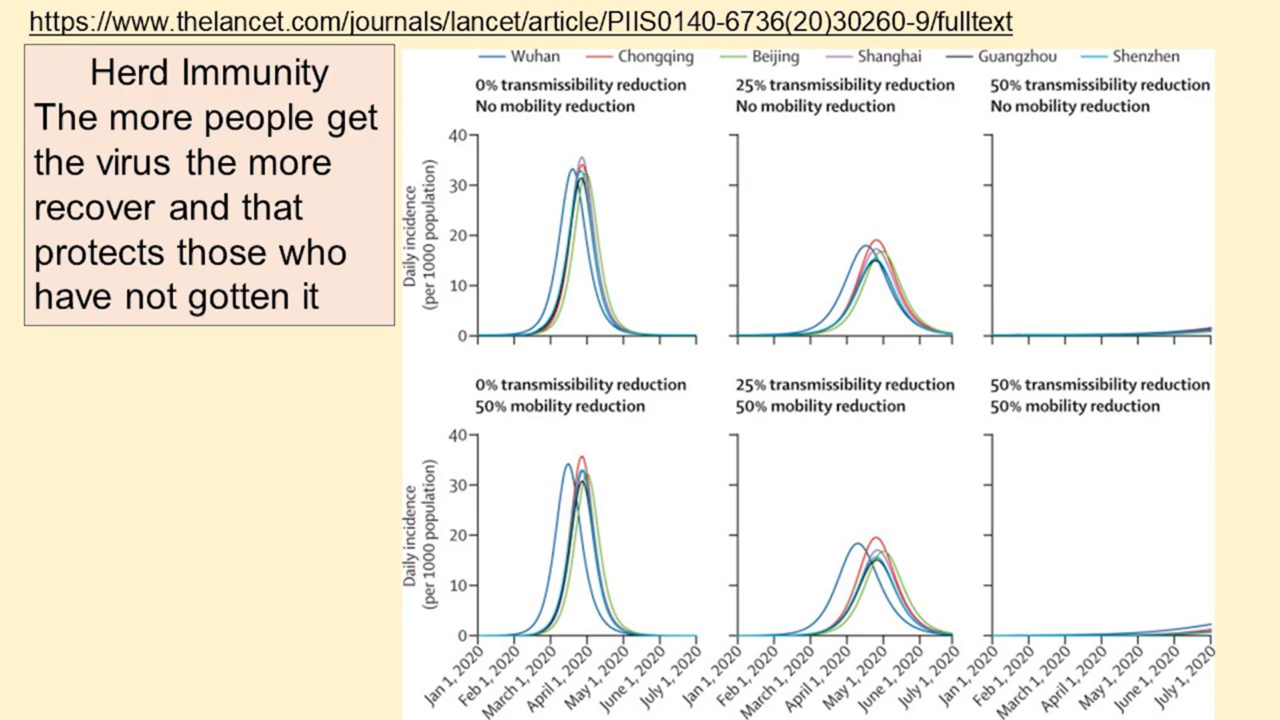 https://www.thelancet.com/journals/lancet/article/PIIS0140-6736(20)30260-9/fulltext
Herd Immunity
The more people get
the virus the more
recover and that
protects those who
have not gotten it
Wuhan Chongqing Beijing Shanghai Guangzhou Shenzhen
0% transmissibility reduction
No mobility reduction
25% transmissibility reduction
No mobility reduction
50% transmissibility reduction
No mobility reduction
Daily incidence
(per 1000 population)
40
30
20
10
0
0% transmissibility reduction
50% mobility reduction
25% transmissibility reduction
50% mobility reduction
50% transmissibility reduction
50% mobility reduction
Daily incidence
(per 1000 population)
40
30
20
10
0
Jan 1, 2020
Feb 1, 2020
March 1, 2020
April 1, 2020
May 1, 2020
June 1, 2020
July 1, 2020
Jan 1, 2020
Feb 1, 2020
March 1, 2020
April 1, 2020
May 1, 2020
June 1, 2020
July 1, 2020
Jan 1, 2020
Feb 1, 2020
March 1, 2020
April 1, 2020
May 1, 2020
June 1, 2020
July 1, 2020